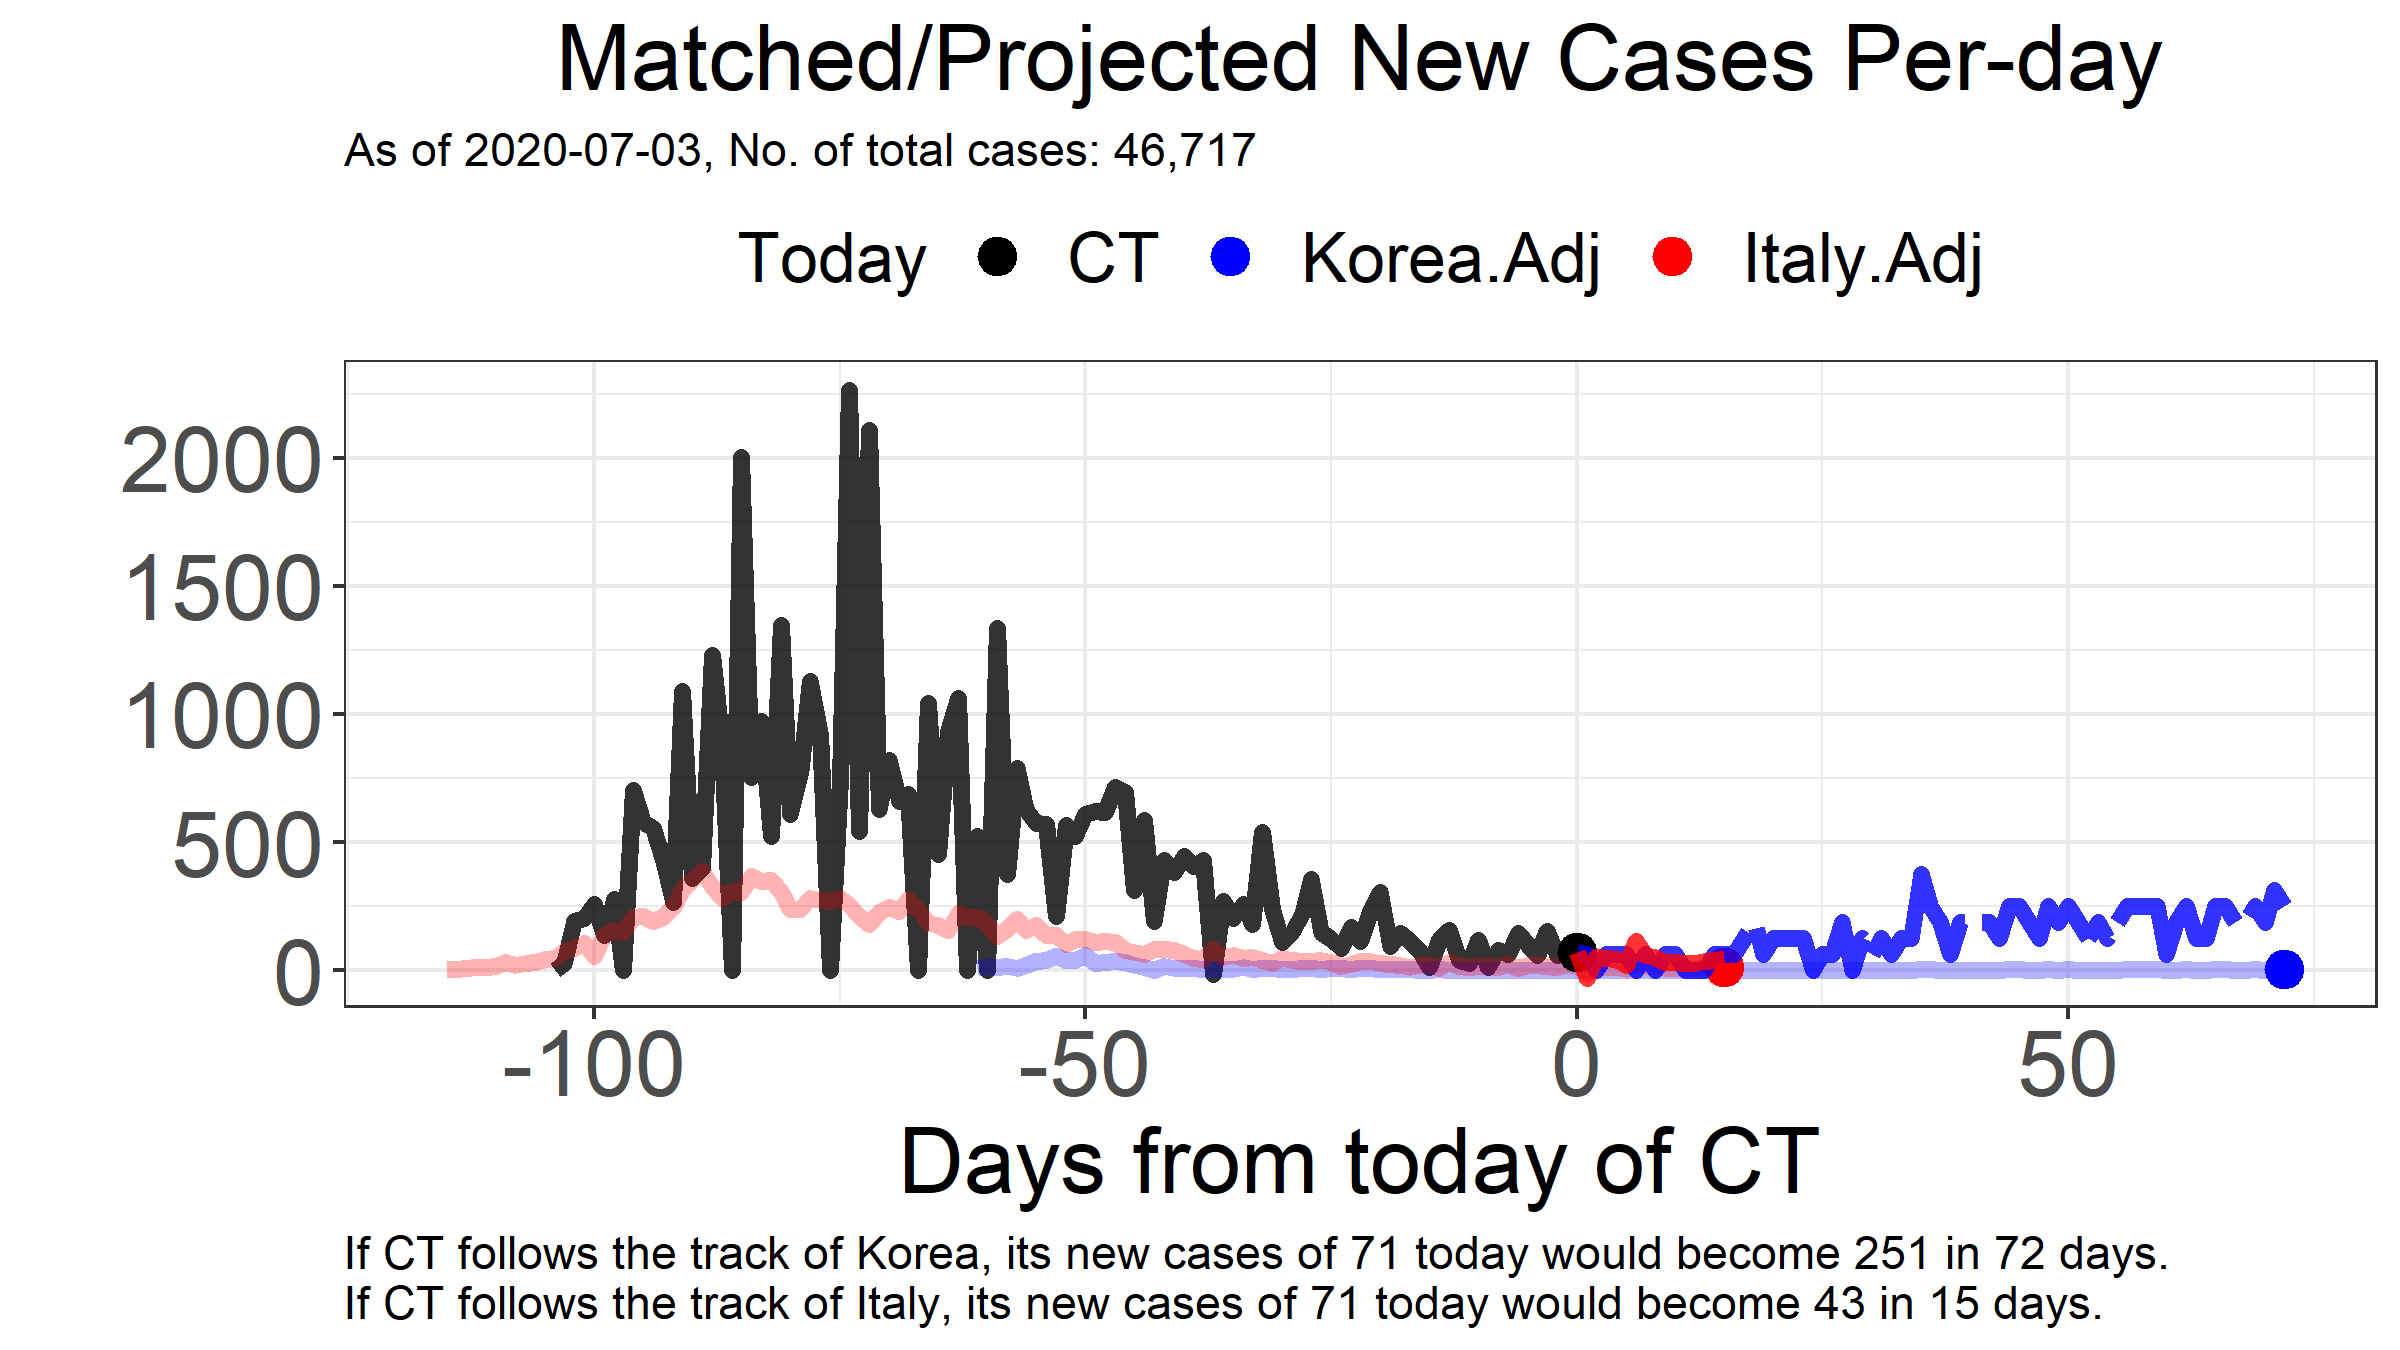 Matched/Projected New Cases Per-day
As of 2020-07-03, No. of total cases: 46,717
Today CT Korea.Adj Italy.Adj
2000
1500
1000
500
0
-100 -50 0 50
Days from today of CT
If CT follows the track of Korea, its new cases of 71 today would become 251 in 72 days.
If CT follows the track of Italy, its new cases of 71 today would become 43 in 15 days.